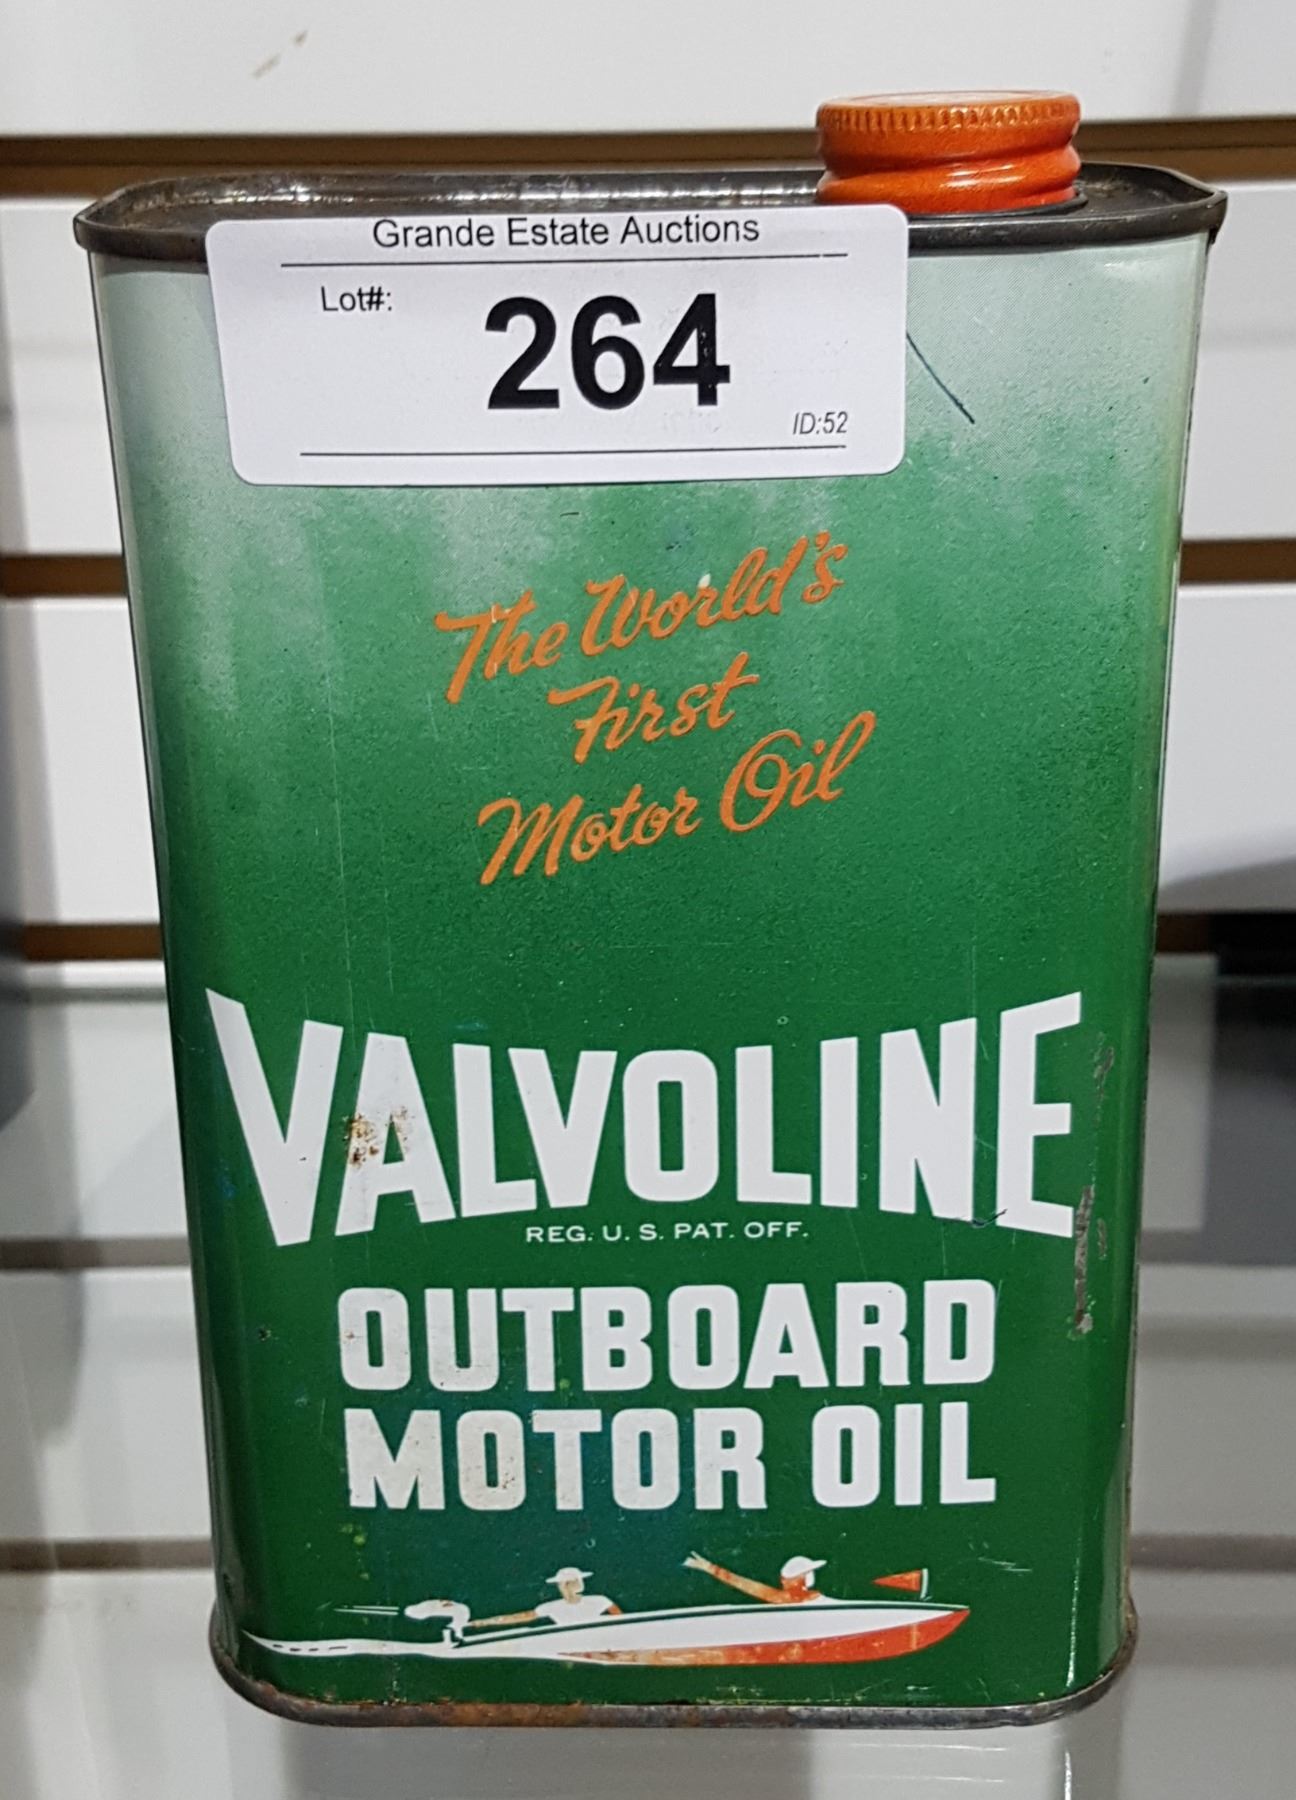 Grande Estate Auctions
Lot#:
264
ID:52
The World's
First
Motor Oil
VALVOLINE
REG. U. S. PAT. OFF.
OUTBOARD
MOTOR OIL